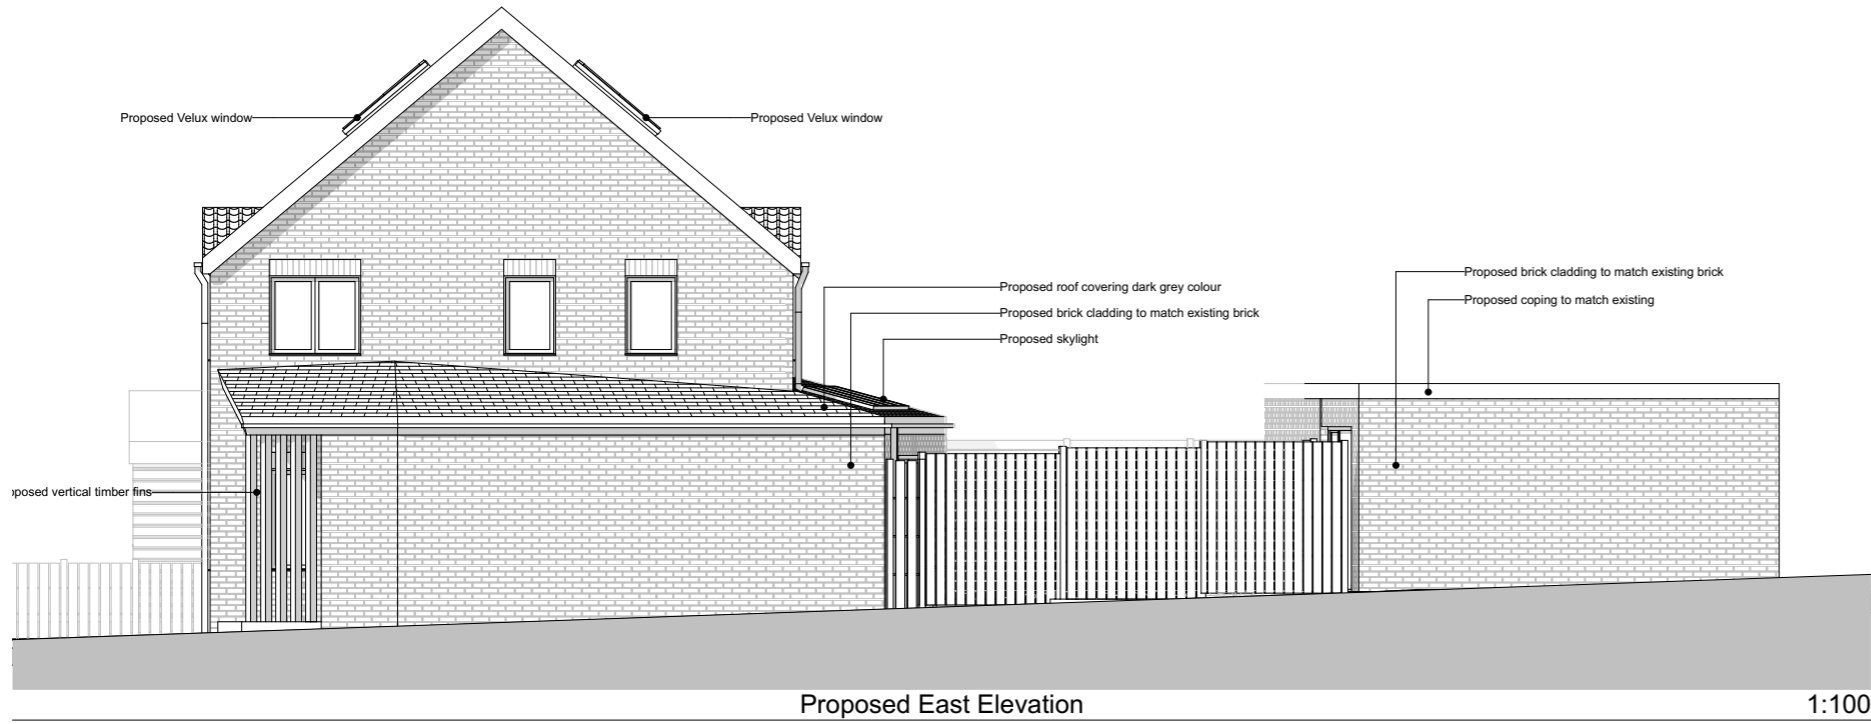 Proposed Velux window
Proposed Velux window
Proposed roof covering dark grey colour
Proposed brick cladding to match existing brick
Proposed skylight
Proposed brick cladding to match existing brick
Proposed coping to match existing
oposed vertical timber fins
Proposed East Elevation
1:100